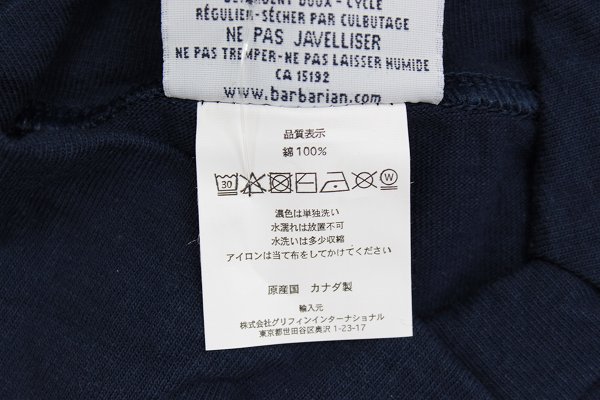 DÉTERGENT DOUX - CYCLE
RÉGULIER-SÉCHER PAR CULBUTAGE
NE PAS JAVELLISER
NE PAS TREMPER-NE PAS LAISSER HUMIDE
CA 15192
www.barbarian.com
品質表示
綿100%
30
W
濃色は単独洗い
水濡れは放置不可
水洗いは多少収縮
アイロンは当て布をしてかけてください
原産国 カナダ製
輸入元
株式会社グリフィンインターナショナル
東京都世田谷区奥沢 1-23-17